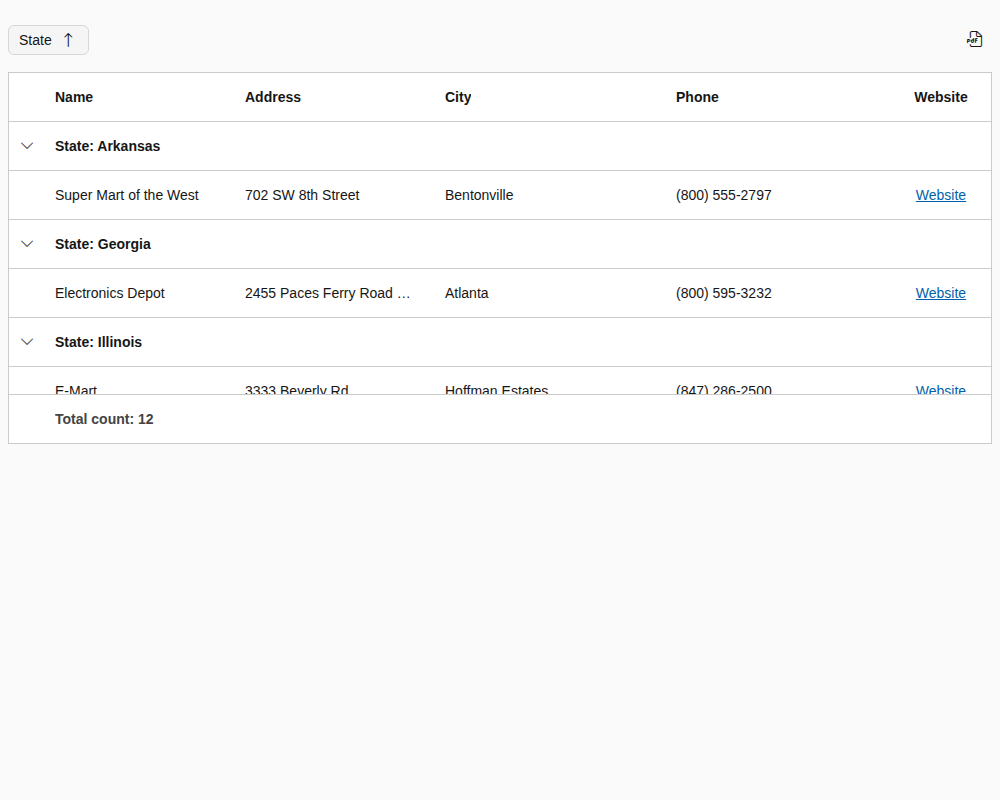 State
PDF
Name Address City Phone Website
State: Arkansas
Super Mart of the West 702 SW 8th Street Bentonville (800) 555-2797 Website
State: Georgia
Electronics Depot 2455 Paces Ferry Road … Atlanta (800) 595-3232 Website
State: Illinois
E-Mart 3333 Beverly Rd Hoffman Estates (847) 286-2500 Website
Total count: 12